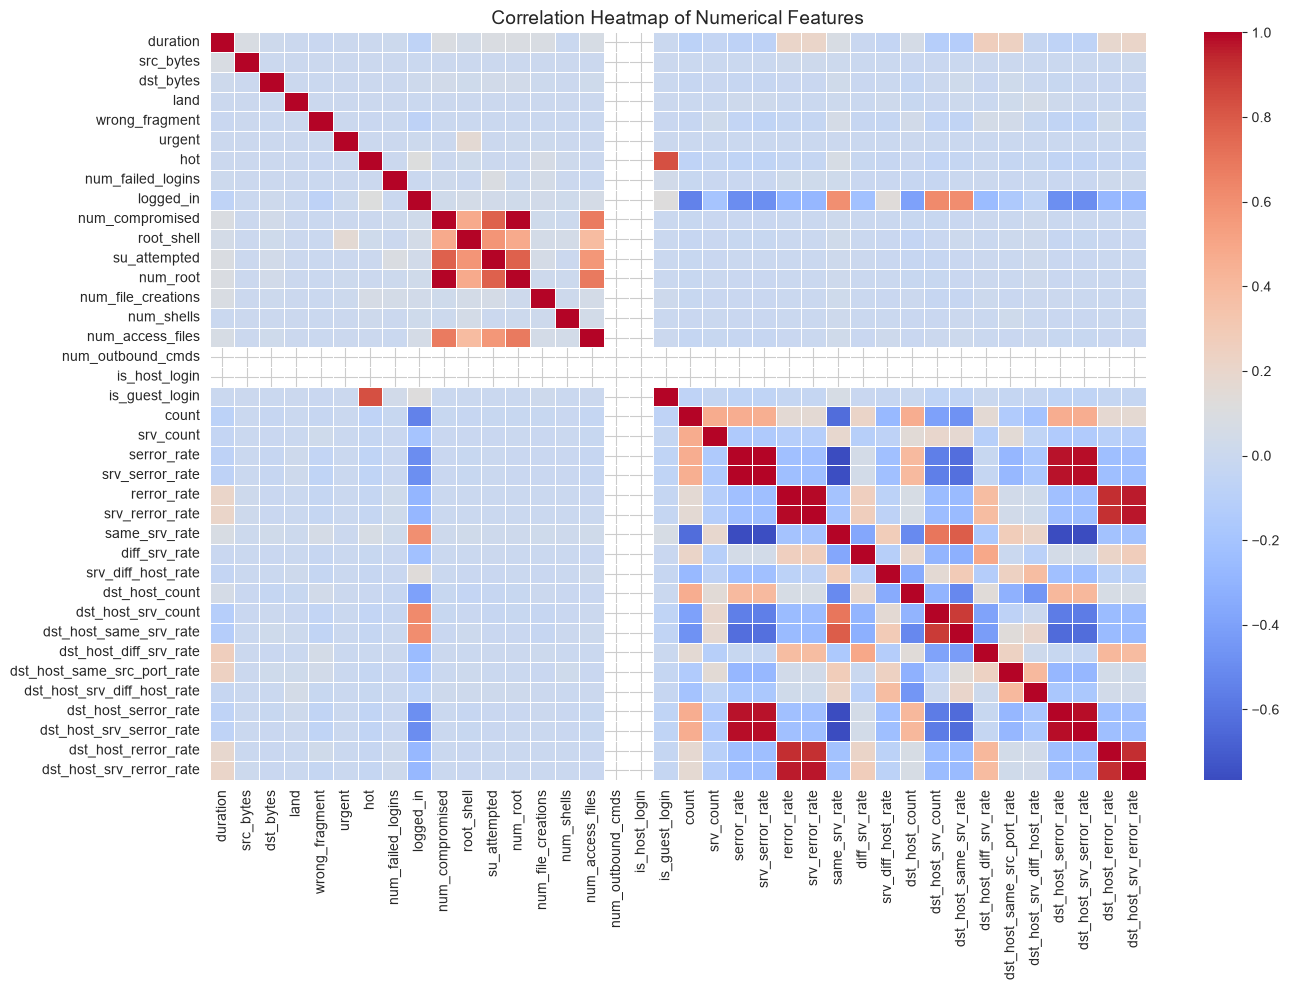 Correlation Heatmap of Numerical Features
duration
src_bytes
dst_bytes
land
wrong_fragment
urgent
hot
num_failed_logins
logged_in
num_compromised
root_shell
su_attempted
num_root
num_file_creations
num_shells
num_access_files
num_outbound_cmds
is_host_login
is_guest_login
count
srv_count
serror_rate
srv_serror_rate
rerror_rate
srv_rerror_rate
same_srv_rate
diff_srv_rate
srv_diff_host_rate
dst_host_count
dst_host_srv_count
dst_host_same_srv_rate
dst_host_diff_srv_rate
dst_host_same_src_port_rate
dst_host_srv_diff_host_rate
dst_host_serror_rate
dst_host_srv_serror_rate
dst_host_rerror_rate
dst_host_srv_rerror_rate
duration
src_bytes
dst_bytes
land
wrong_fragment
urgent
hot
num_failed_logins
logged_in
num_compromised
root_shell
su_attempted
num_root
num_file_creations
num_shells
num_access_files
num_outbound_cmds
is_host_login
is_guest_login
count
srv_count
serror_rate
srv_serror_rate
rerror_rate
srv_rerror_rate
same_srv_rate
diff_srv_rate
srv_diff_host_rate
dst_host_count
dst_host_srv_count
dst_host_same_srv_rate
dst_host_diff_srv_rate
dst_host_same_src_port_rate
dst_host_srv_diff_host_rate
dst_host_serror_rate
dst_host_srv_serror_rate
dst_host_rerror_rate
dst_host_srv_rerror_rate
1.0
0.8
0.6
0.4
0.2
0.0
−0.2
−0.4
−0.6